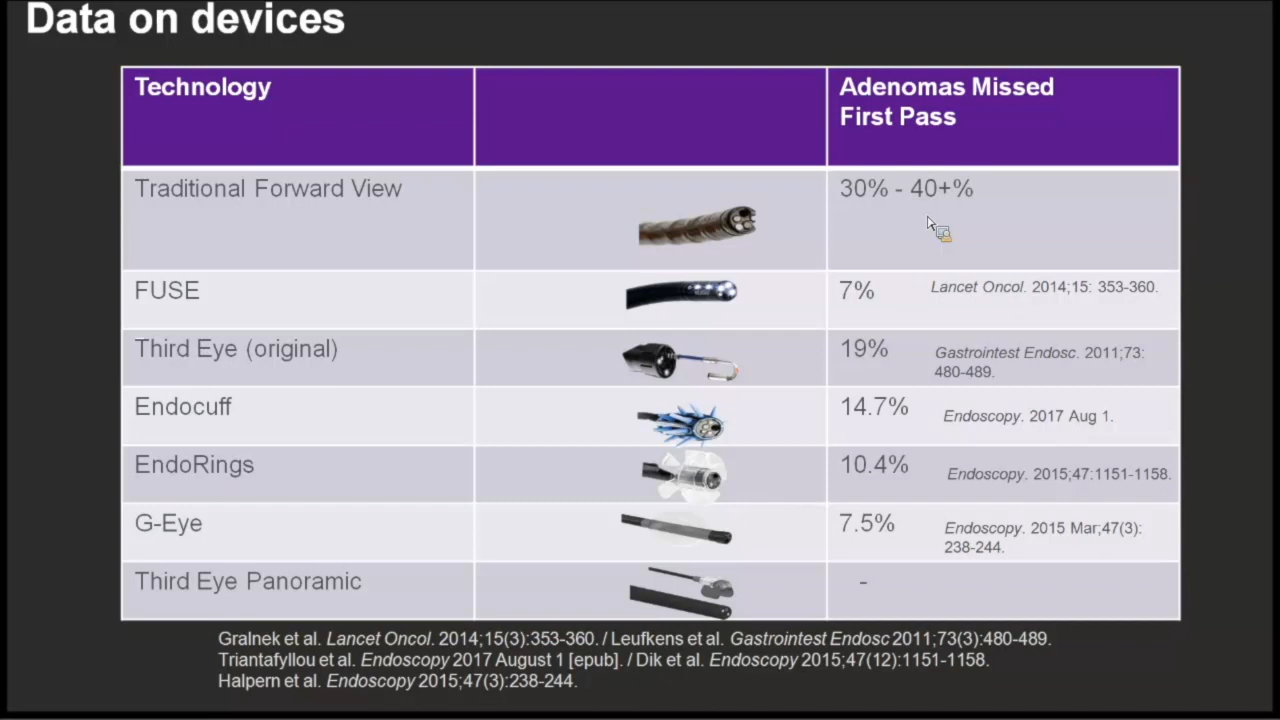 Data on devices
Technology
Adenomas Missed
First Pass
Traditional Forward View
30% - 40+%
FUSE
7%
Lancet Oncol. 2014;15: 353-360.
Third Eye (original)
19%
Gastrointest Endosc. 2011;73:
480-489.
Endocuff
14.7%
Endoscopy. 2017 Aug 1.
EndoRings
10.4%
Endoscopy. 2015;47:1151-1158.
G-Eye
7.5%
Endoscopy. 2015 Mar;47(3):
238-244.
Third Eye Panoramic
-
Gralnek et al. Lancet Oncol. 2014;15(3):353-360. / Leufkens et al. Gastrointest Endosc 2011;73(3):480-489.
Triantafyllou et al. Endoscopy 2017 August 1 [epub]. / Dik et al. Endoscopy 2015;47(12):1151-1158.
Halpern et al. Endoscopy 2015;47(3):238-244.